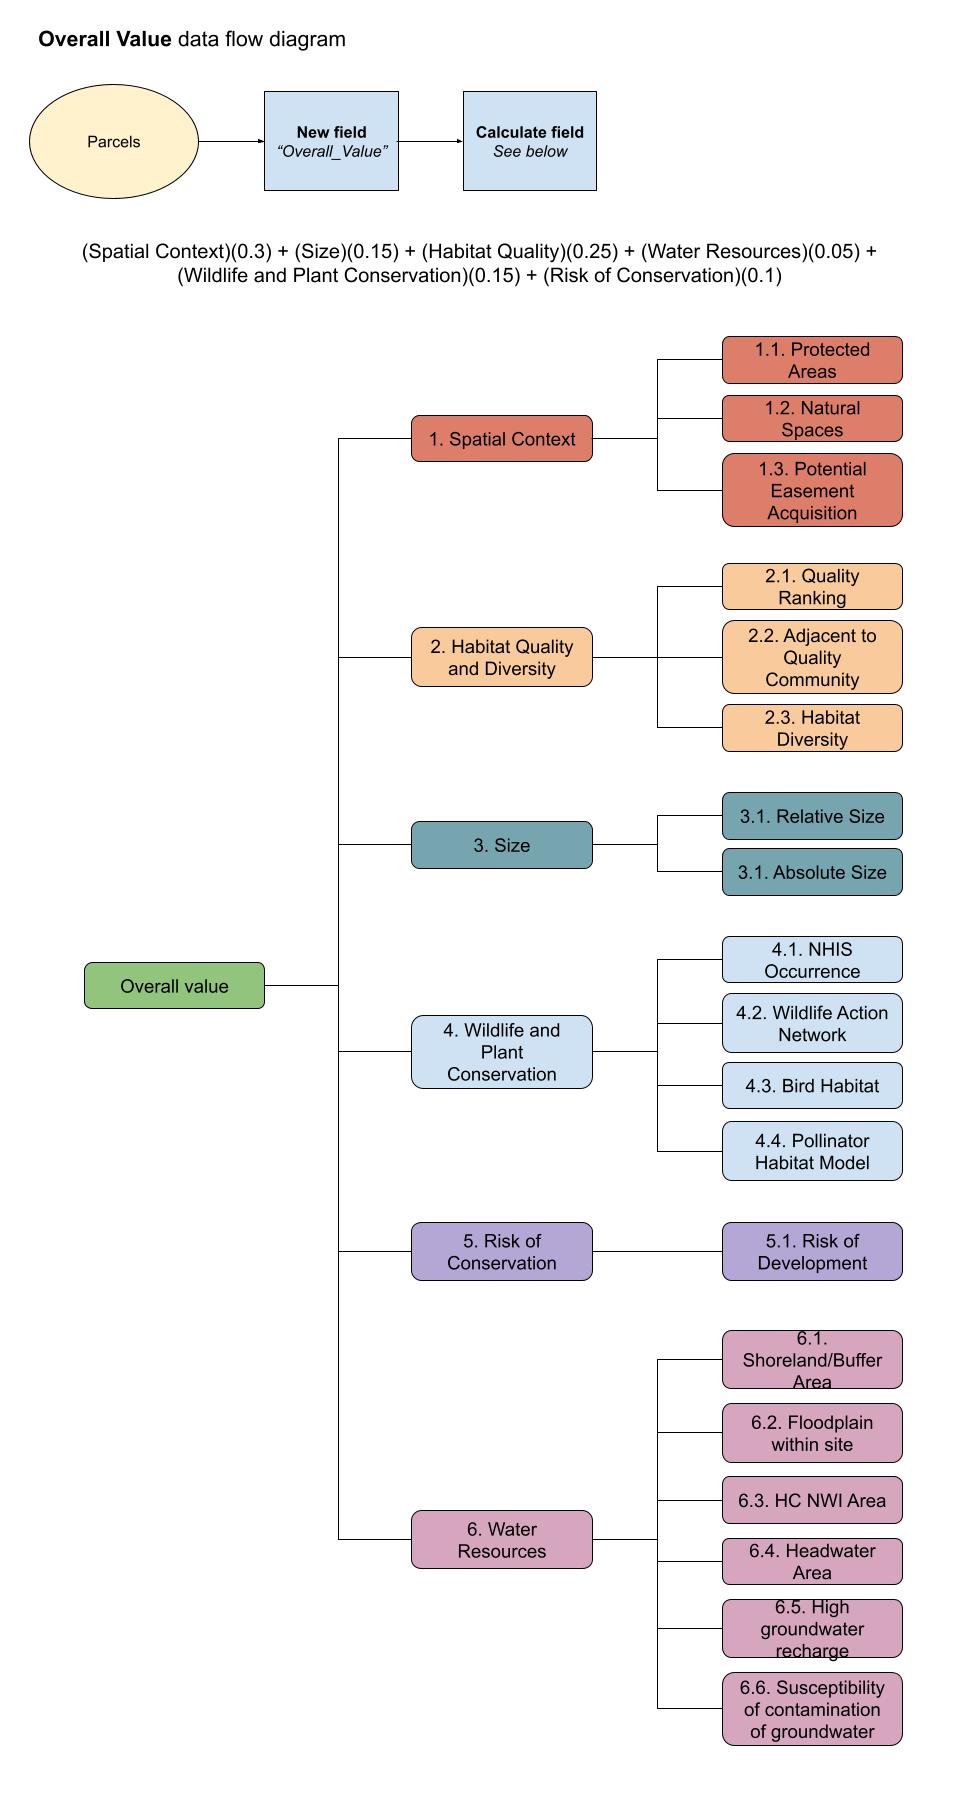 Overall Value data flow diagram
Parcels
New field
“Overall_Value”
Calculate field
See below
(Spatial Context)(0.3) + (Size)(0.15) + (Habitat Quality)(0.25) + (Water Resources)(0.05) +
(Wildlife and Plant Conservation)(0.15) + (Risk of Conservation)(0.1)
1.1. Protected
Areas
1.2. Natural
Spaces
1. Spatial Context
1.3. Potential
Easement
Acquisition
2.1. Quality
Ranking
2. Habitat Quality
and Diversity
2.2. Adjacent to
Quality
Community
2.3. Habitat
Diversity
3.1. Relative Size
3. Size
3.1. Absolute Size
Overall value
4.1. NHIS
Occurrence
4.2. Wildlife Action
Network
4. Wildlife and
Plant
Conservation
4.3. Bird Habitat
4.4. Pollinator
Habitat Model
5. Risk of
Conservation
5.1. Risk of
Development
6.1.
Shoreland/Buffer
Area
6.2. Floodplain
within site
6.3. HC NWI Area
6. Water
Resources
6.4. Headwater
Area
6.5. High
groundwater
recharge
6.6. Susceptibility
of contamination
of groundwater